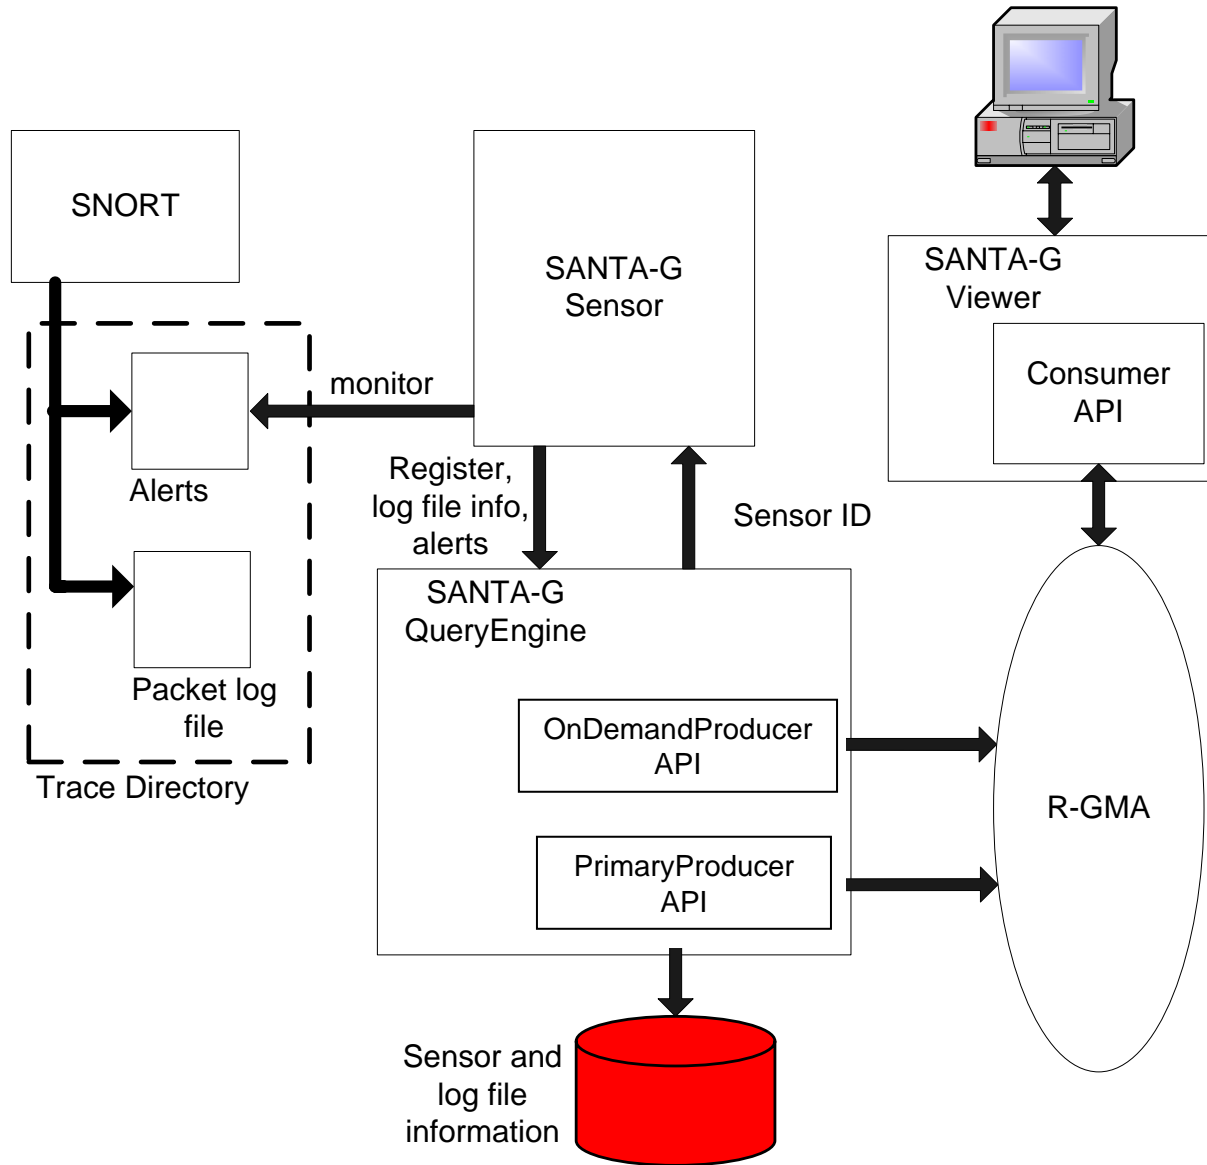 SNORT
SANTA-G
Sensor
SANTA-G
Viewer
Consumer
API
monitor
Alerts
Register,
log file info,
alerts
Sensor ID
Packet log
file
Trace Directory
SANTA-G
QueryEngine
OnDemandProducer
API
PrimaryProducer
API
R-GMA
Sensor and
log file
information